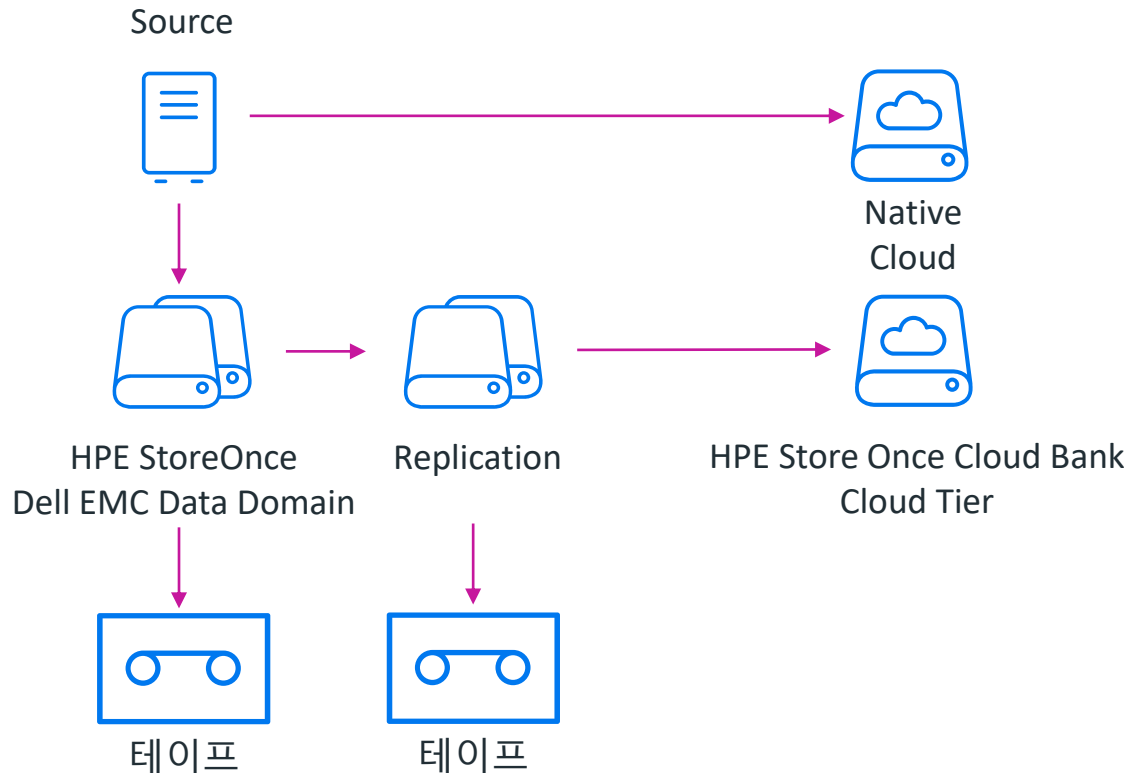 Source
Native
Cloud
HPE StoreOnce
Dell EMC Data Domain
Replication
HPE Store Once Cloud Bank
Cloud Tier
테이프
테이프